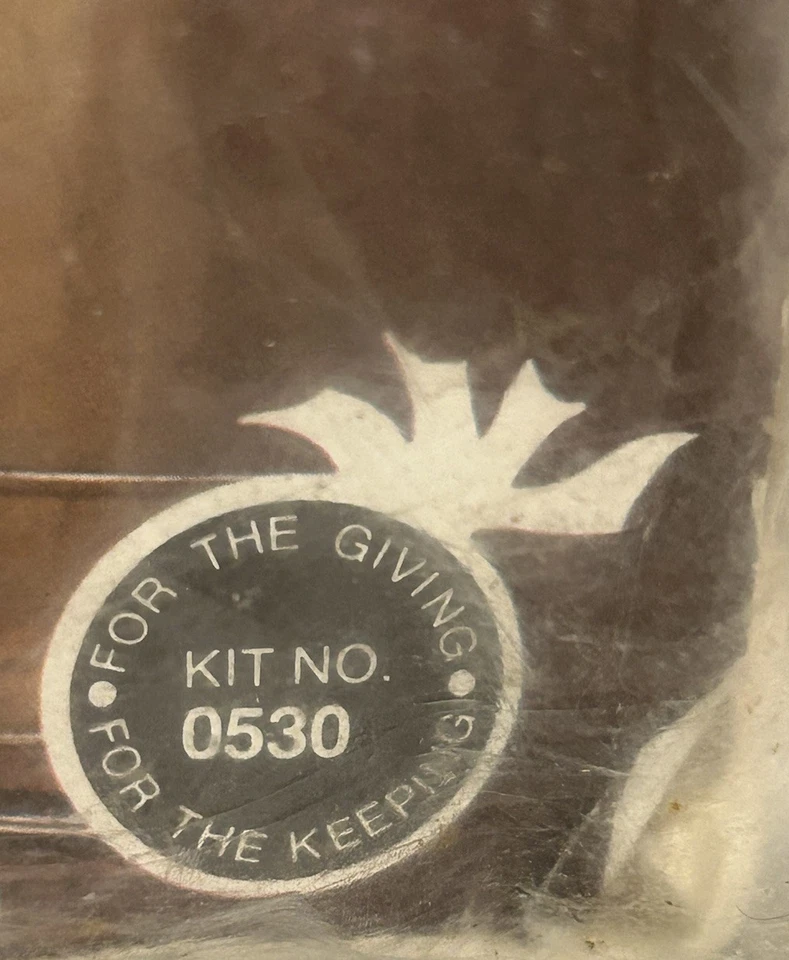 FOR THE GIVING
KIT NO.
0530
FOR THE KEEPING